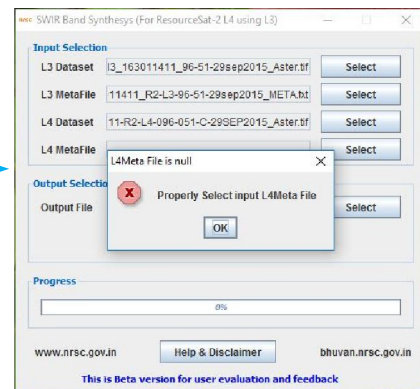 nrsc SWIR Band Synthesys (For ResourceSat-2 L4 using L3)
Input Selection
L3 Dataset I3_163011411_96-51-29sep2015_Aster.tif Select
L3 MetaFile 11411_R2-L3-96-51-29sep2015_META.txt Select
L4 Dataset 11-R2-L4-096-051-C-29SEP2015_Aster.tif Select
L4 MetaFile Select
L4Meta File is null
Properly Select input L4Meta File
OK
Output Selectio
Output File Select
Progress
0%
www.nrsc.gov.in Help & Disclaimer bhuvan.nrsc.gov.in
This is Beta version for user evaluation and feedback